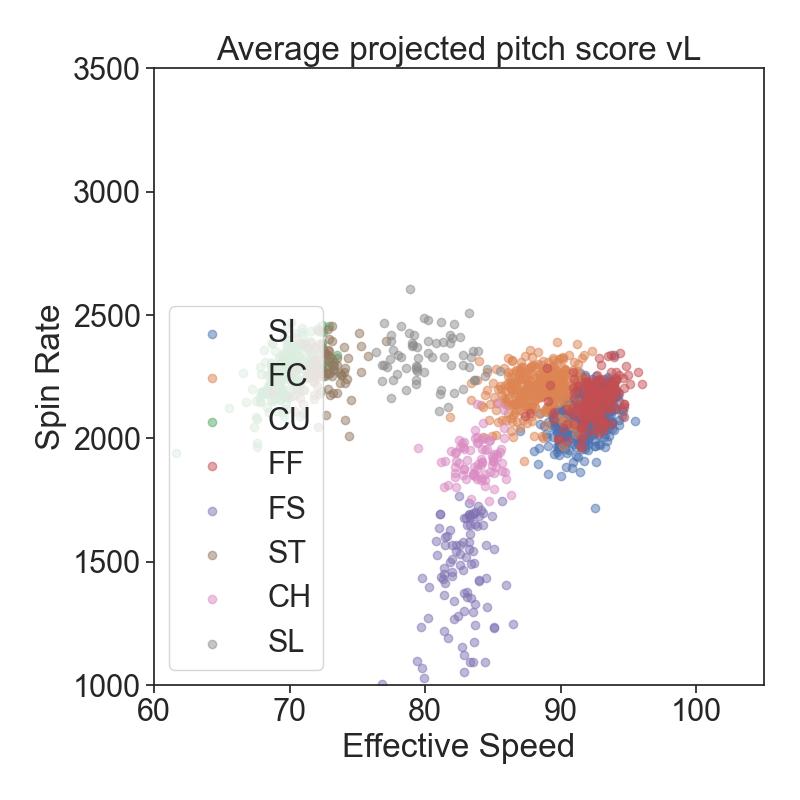 Average projected pitch score vL
3500
3000
2500
2000
1500
1000
Spin Rate
SI
FC
CU
FF
FS
ST
CH
SL
60
70
80
90
100
Effective Speed